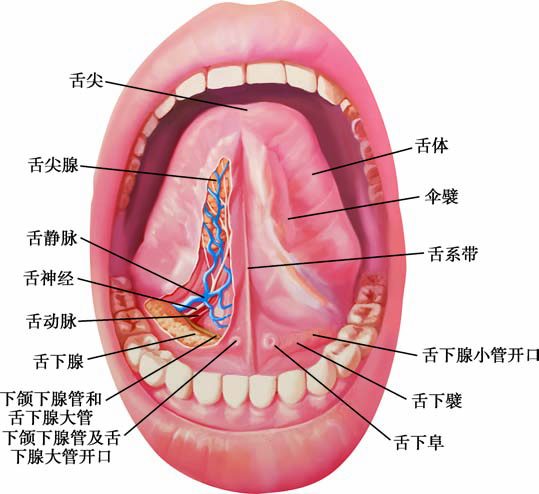 舌尖
舌尖腺
舌静脉
舌神经
舌动脉
舌下腺
下颌下腺管和
舌下腺大管
下颌下腺管及舌
下腺大管开口
舌体
伞襞
舌系带
舌下腺小管开口
舌下襞
舌下阜